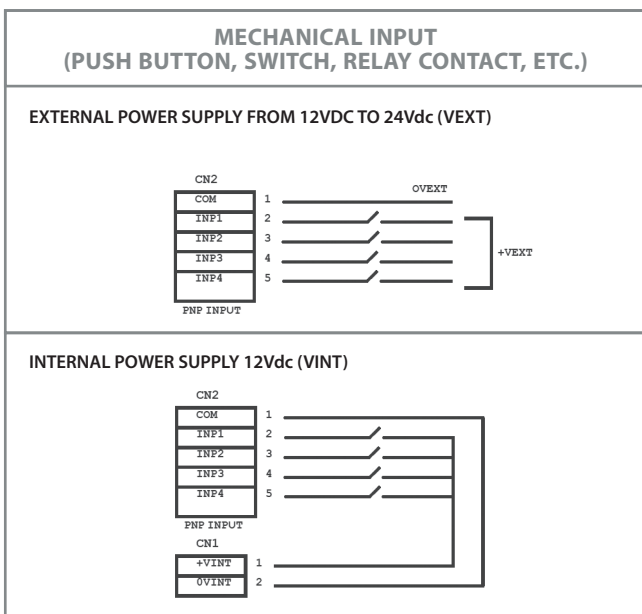 MECHANICAL INPUT
(PUSH BUTTON, SWITCH, RELAY CONTACT, ETC.)
EXTERNAL POWER SUPPLY FROM 12VDC TO 24Vdc (VEXT)
CN2
COM 1 OVEXT
INP1 2
INP2 3
INP3 4
INP4 5
+VEXT
PNP INPUT
INTERNAL POWER SUPPLY 12Vdc (VINT)
CN2
COM 1
INP1 2
INP2 3
INP3 4
INP4 5
PNP INPUT
CN1
+VINT 1
0VINT 2